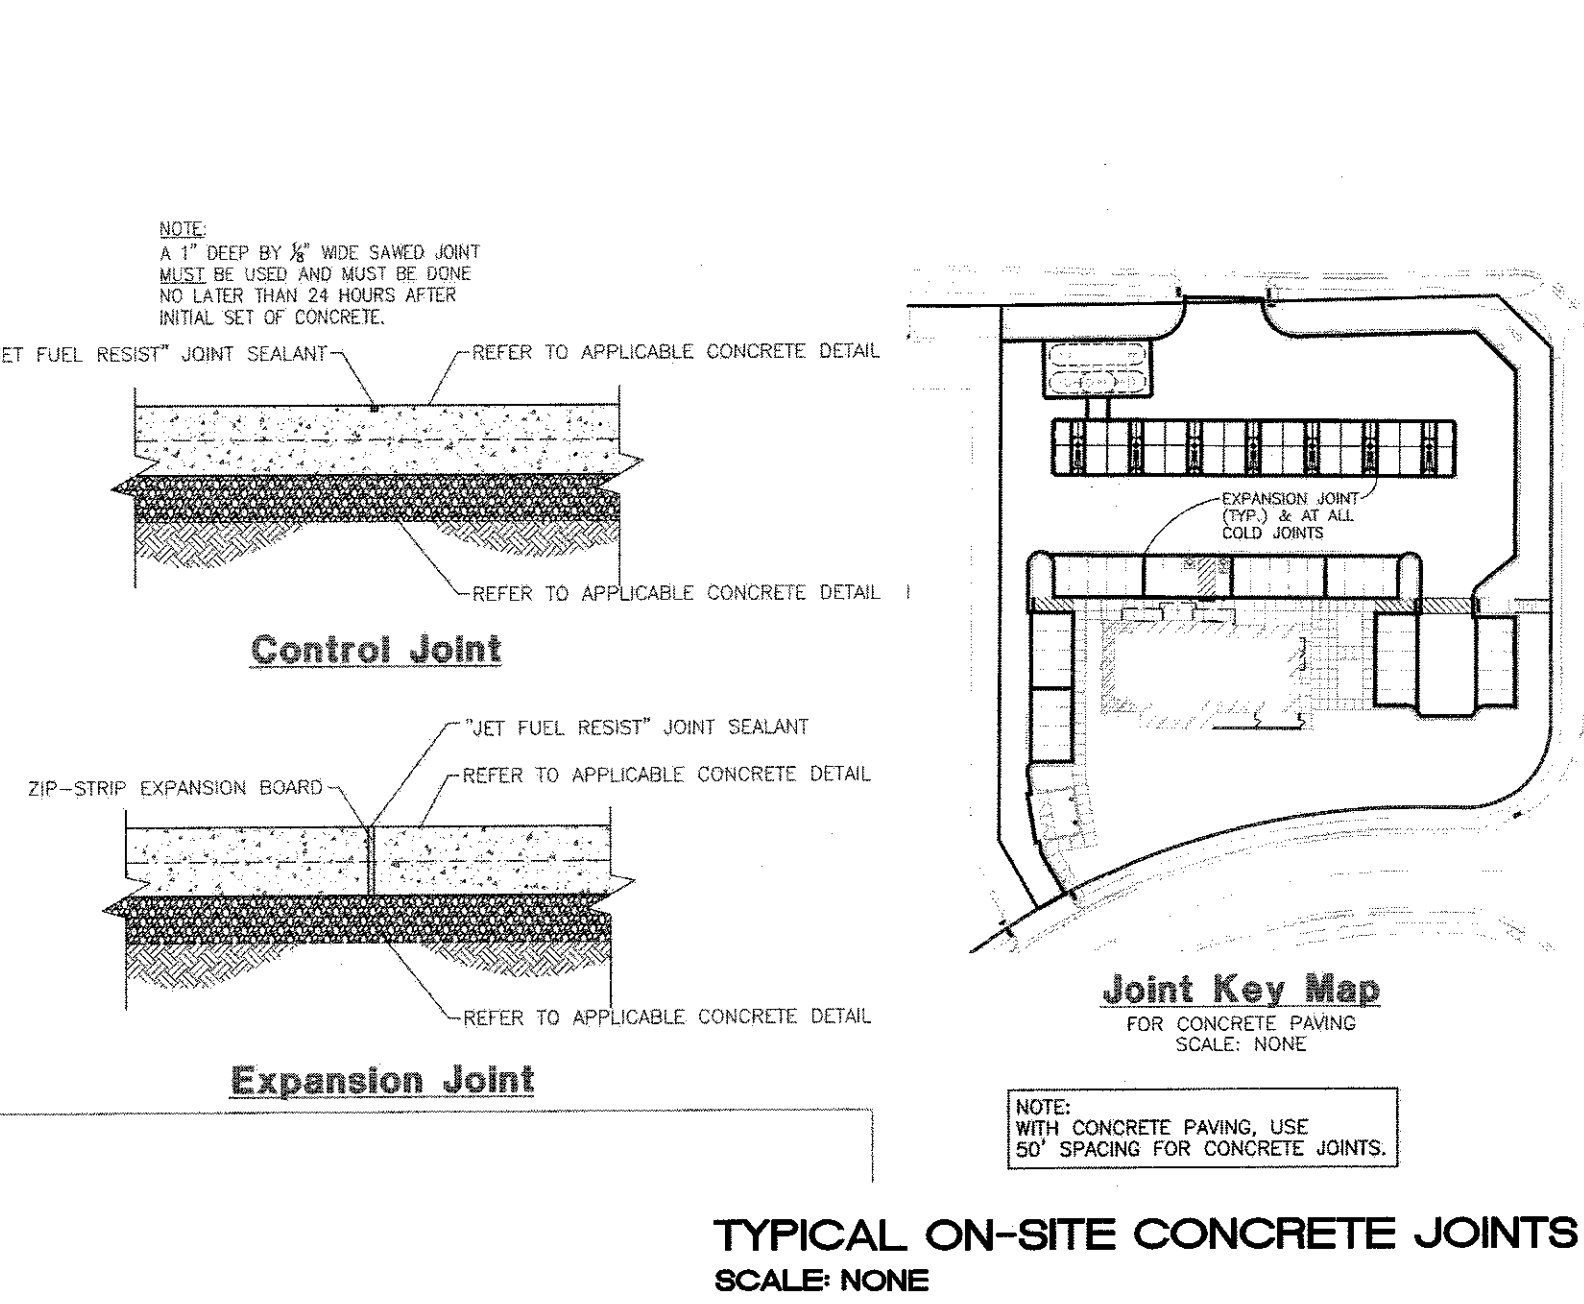 NOTE:
A 1" DEEP BY ⅛" WIDE SAWED JOINT
MUST BE USED AND MUST BE DONE
NO LATER THAN 24 HOURS AFTER
INITIAL SET OF CONCRETE.
ET FUEL RESIST" JOINT SEALANT
REFER TO APPLICABLE CONCRETE DETAIL
REFER TO APPLICABLE CONCRETE DETAIL
Control Joint
"JET FUEL RESIST" JOINT SEALANT
REFER TO APPLICABLE CONCRETE DETAIL
ZIP-STRIP EXPANSION BOARD
REFER TO APPLICABLE CONCRETE DETAIL
Expansion Joint
EXPANSION JOINT
(TYP.) & AT ALL
COLD JOINTS
Joint Key Map
FOR CONCRETE PAVING
SCALE: NONE
NOTE:
WITH CONCRETE PAVING, USE
50' SPACING FOR CONCRETE JOINTS.
TYPICAL ON-SITE CONCRETE JOINTS
SCALE: NONE